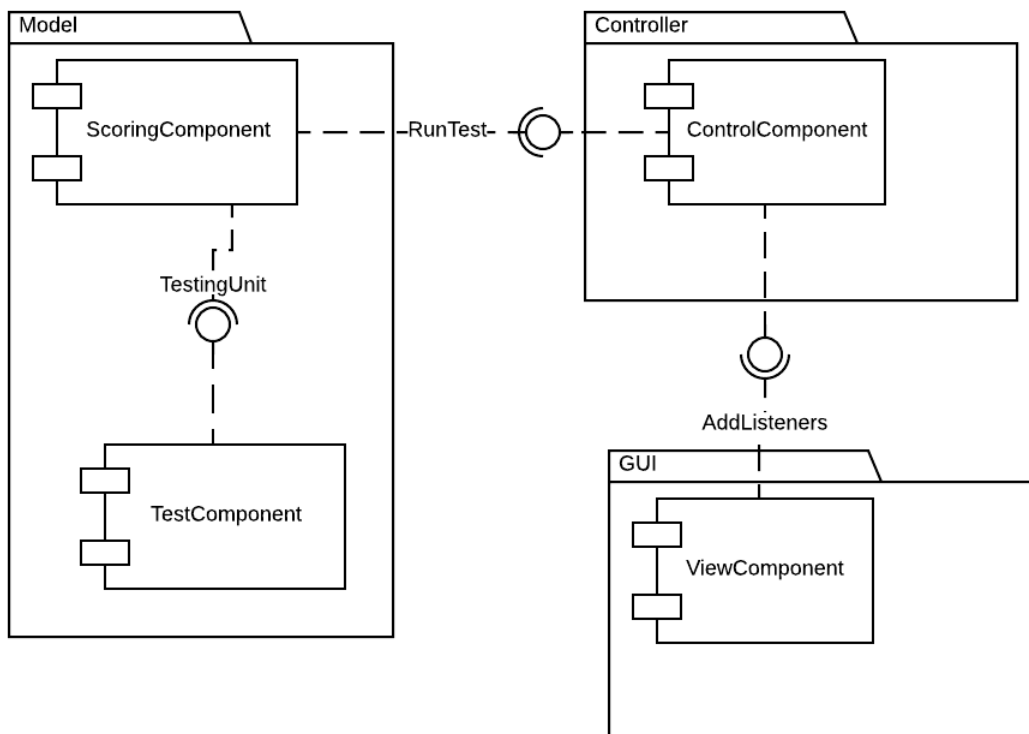 Model
Controller
ScoringComponent
RunTest
ControlComponent
TestingUnit
AddListeners
GUI
TestComponent
ViewComponent